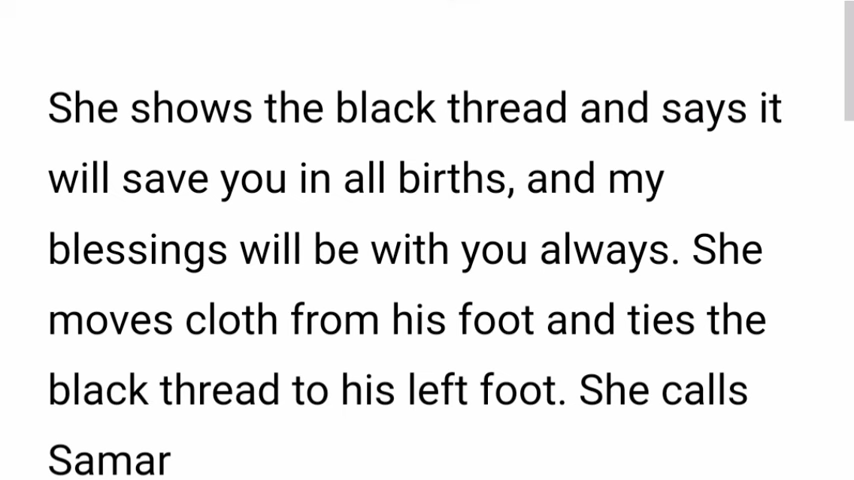 She shows the black thread and says it
will save you in all births, and my
blessings will be with you always. She
moves cloth from his foot and ties the
black thread to his left foot. She calls
Samar